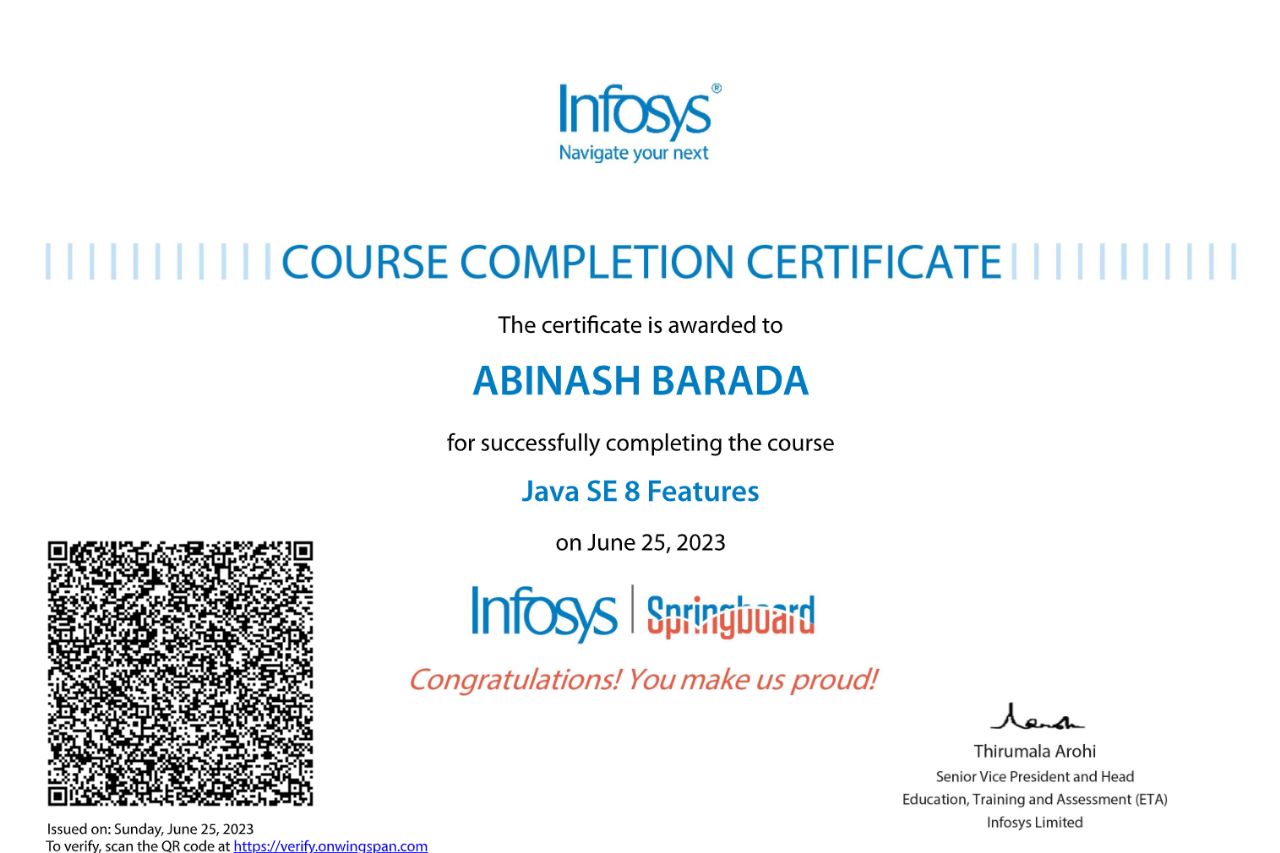 Infosys®
Navigate your next
COURSE COMPLETION CERTIFICATE
The certificate is awarded to
ABINASH BARADA
for successfully completing the course
Java SE 8 Features
on June 25, 2023
Infosys | Springboard
Congratulations! You make us proud!
Thirumala Arohi
Senior Vice President and Head
Education, Training and Assessment (ETA)
Infosys Limited
Issued on: Sunday, June 25, 2023
To verify, scan the QR code at https://verify.onwingspan.com